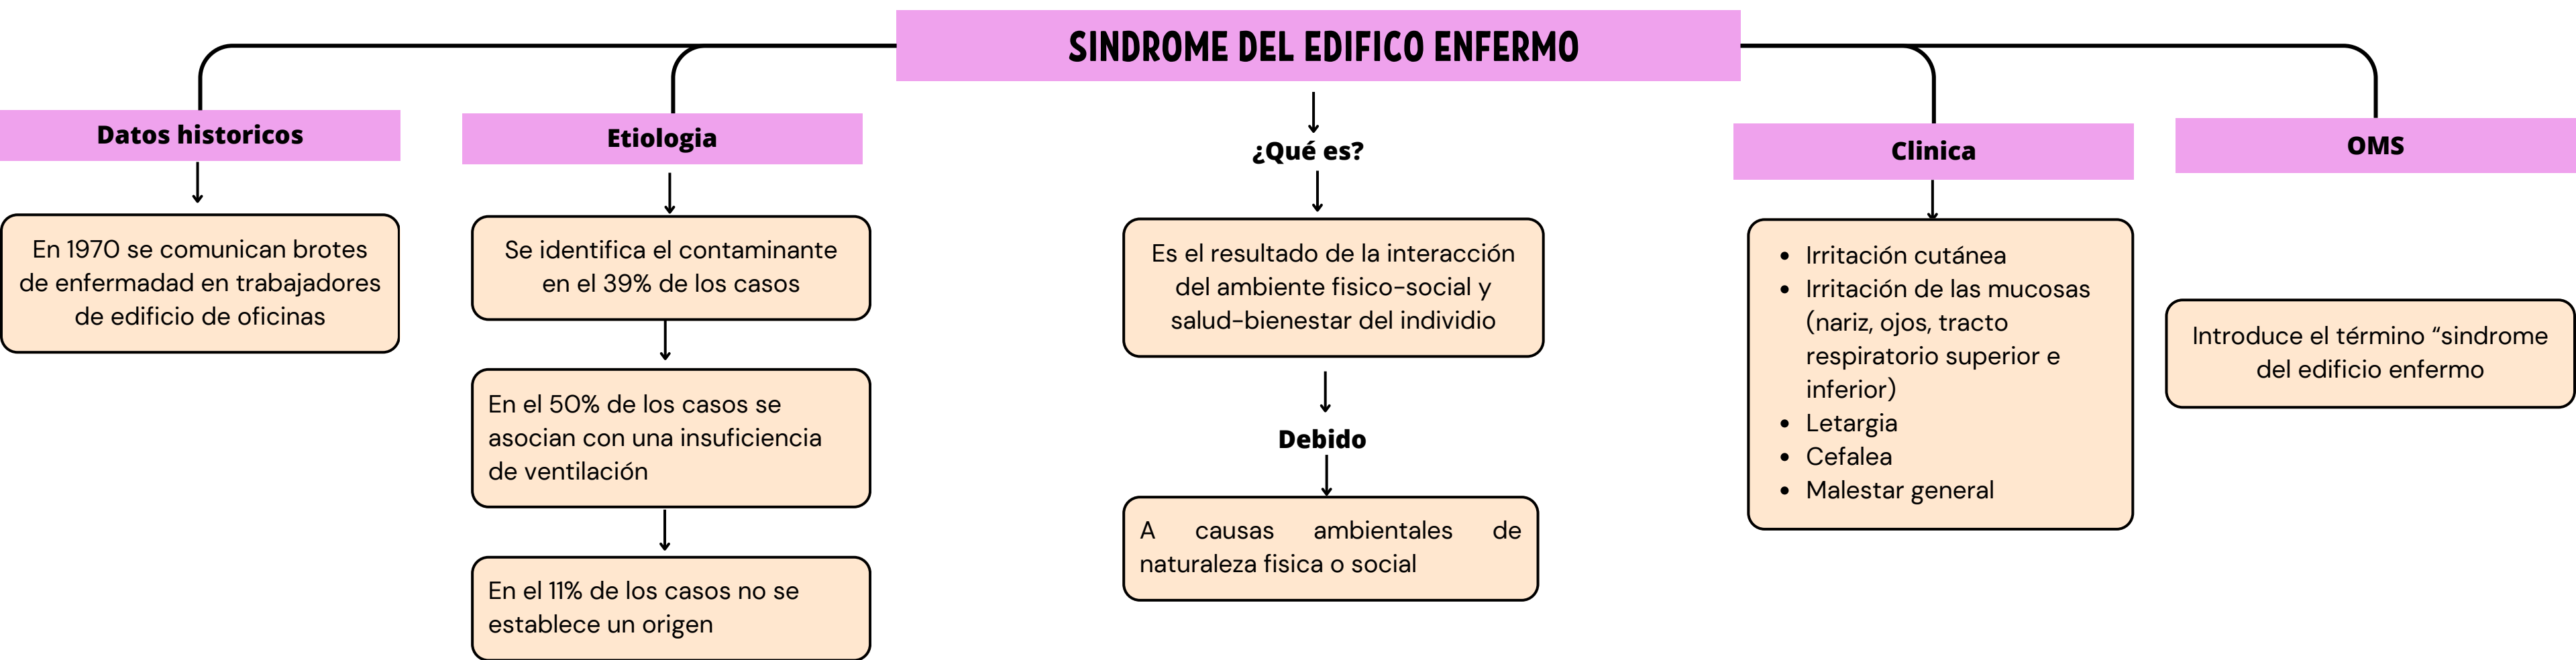 SINDROME DEL EDIFICO ENFERMO
Datos historicos
En 1970 se comunican brotes
de enfermadad en trabajadores
de edificio de oficinas
Etiologia
Se identifica el contaminante
en el 39% de los casos
En el 50% de los casos se
asocian con una insuficiencia
de ventilación
En el 11% de los casos no se
establece un origen
¿Qué es?
Es el resultado de la interacción
del ambiente fisico-social y
salud-bienestar del individio
Debido
A causas ambientales de
naturaleza fisica o social
Clinica
• Irritación cutánea
• Irritación de las mucosas
(nariz, ojos, tracto
respiratorio superior e
inferior)
• Letargia
• Cefalea
• Malestar general
OMS
Introduce el término “sindrome
del edificio enfermo